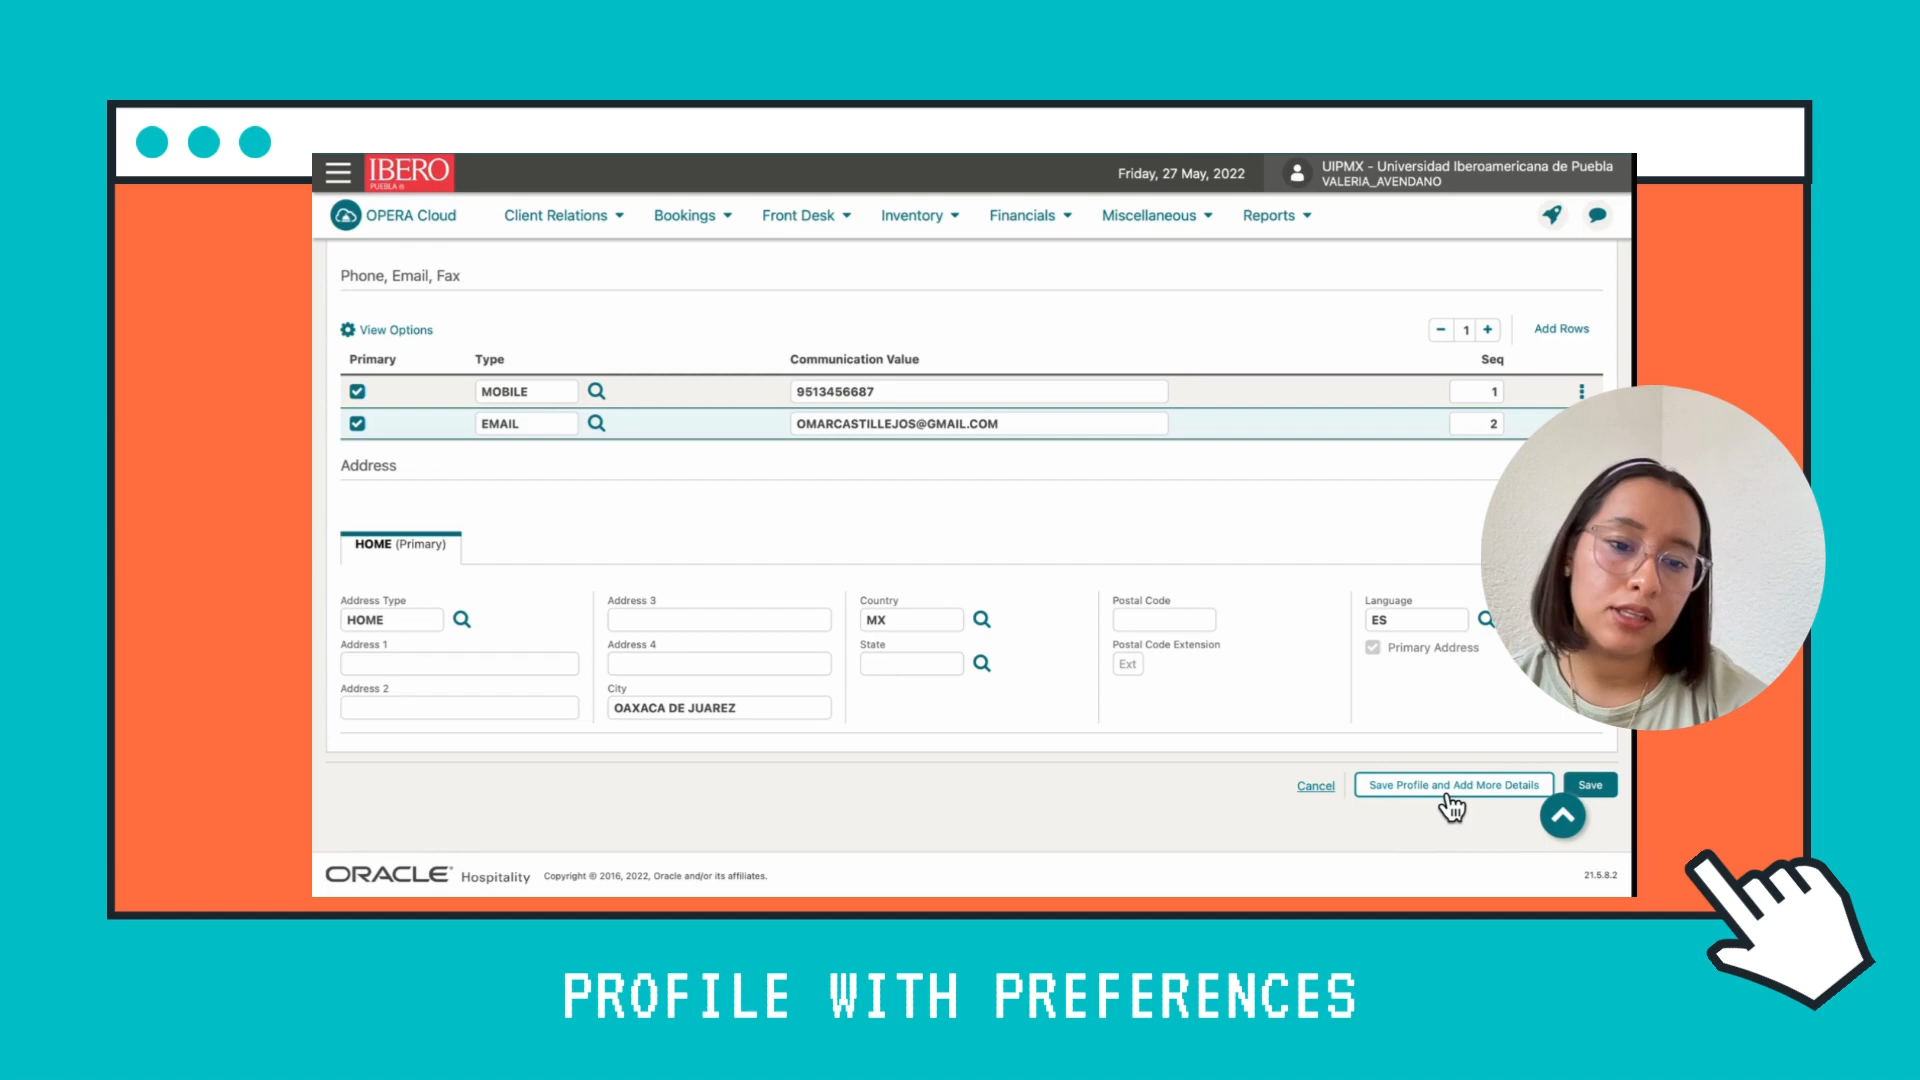 IBERO
PUEBLA ®
Friday, 27 May, 2022
UIPMX - Universidad Iberoamericana de Puebla
VALERIA_AVENDANO
OPERA Cloud
Client Relations
Bookings
Front Desk
Inventory
Financials
Miscellaneous
Reports
Phone, Email, Fax
View Options
1
Add Rows
Primary
Type
Communication Value
Seq
MOBILE
9513456687
1
EMAIL
OMARCASTILLEJOS@GMAIL.COM
2
Address
HOME (Primary)
Address Type
HOME
Address 1
Address 2
Address 3
Address 4
City
OAXACA DE JUAREZ
Country
MX
State
Postal Code
Postal Code Extension
Ext
Language
ES
Primary Address
Cancel
Save Profile and Add More Details
Save
ORACLE Hospitality
Copyright © 2016, 2022, Oracle and/or its affiliates.
21.5.8.2
PROFILE WITH PREFERENCES